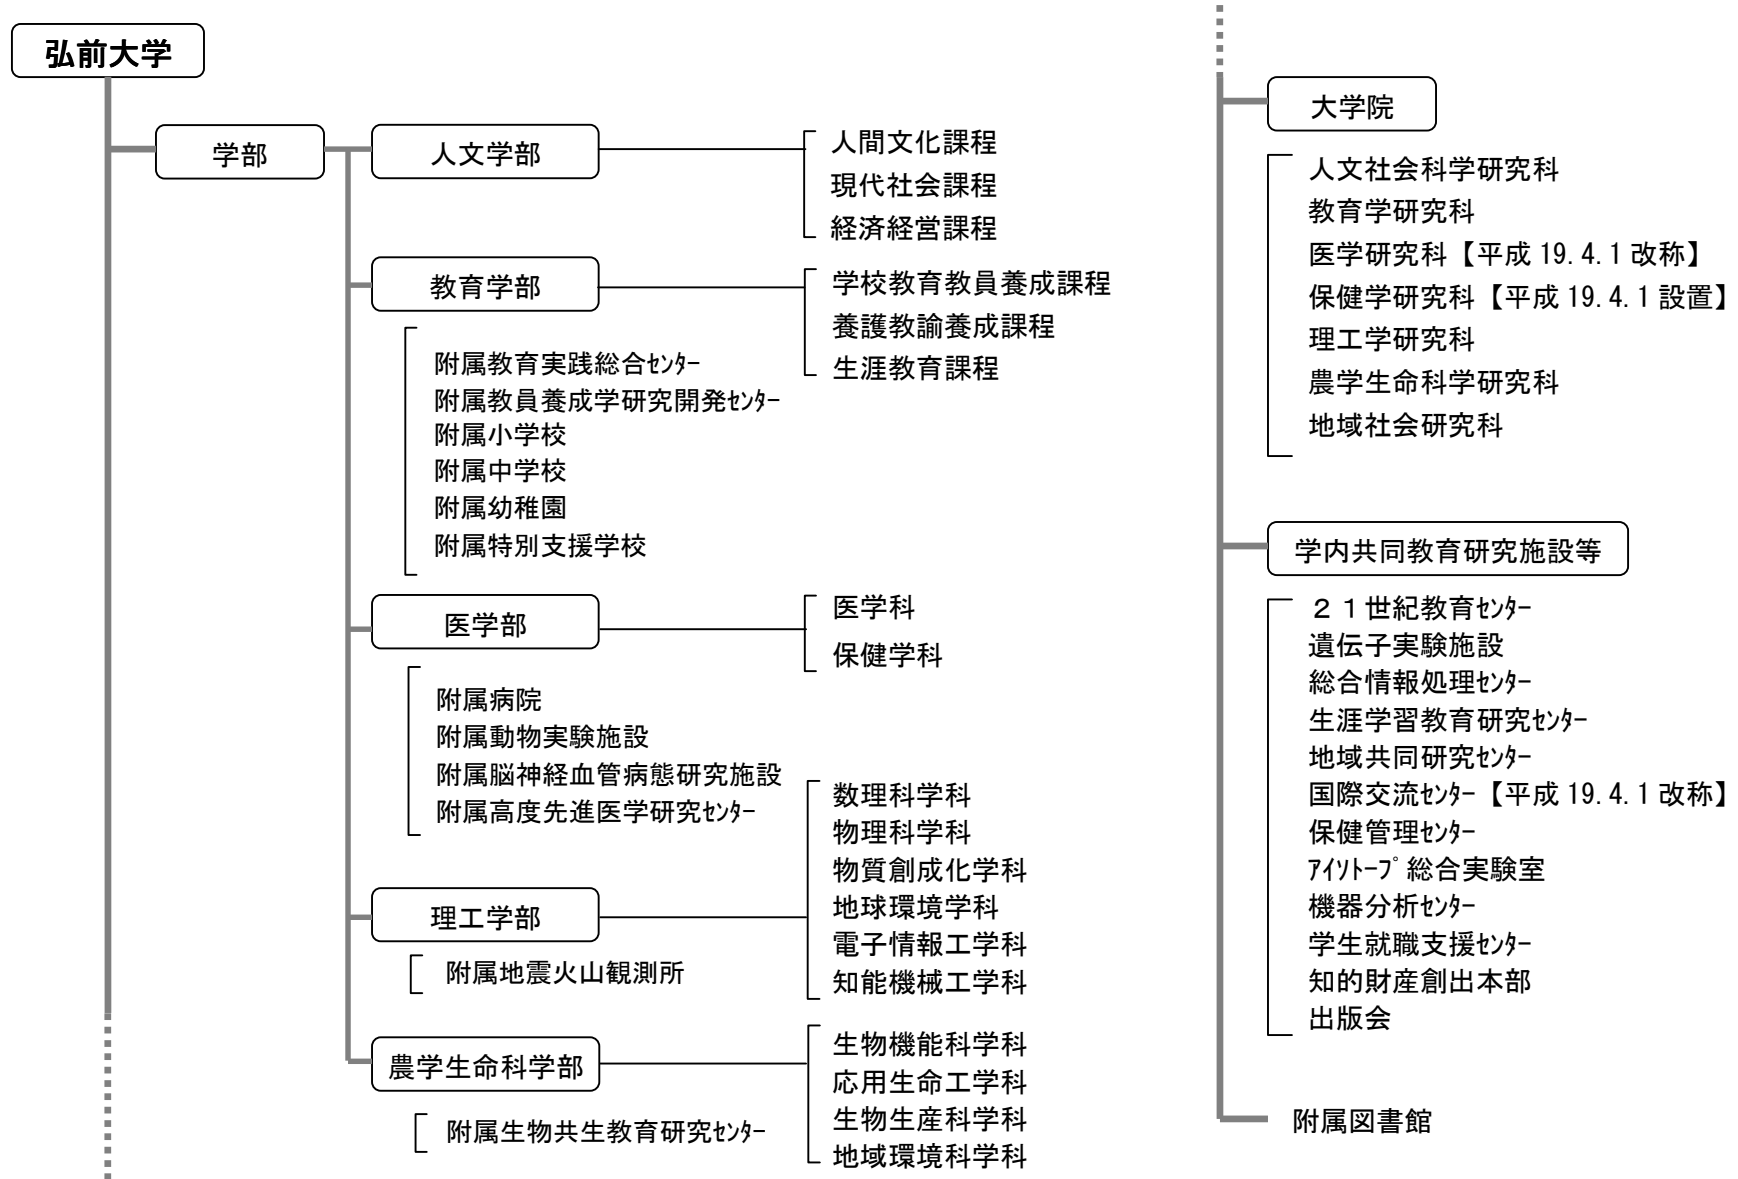 弘前大学
学部
人文学部
人間文化課程
現代社会課程
経済経営課程
教育学部
学校教育教員養成課程
養護教諭養成課程
生涯教育課程
附属教育実践総合ｾﾝﾀｰ
附属教員養成学研究開発ｾﾝﾀｰ
附属小学校
附属中学校
附属幼稚園
附属特別支援学校
医学部
医学科
保健学科
附属病院
附属動物実験施設
附属脳神経血管病態研究施設
附属高度先進医学研究ｾﾝﾀｰ
理工学部
数理科学科
物理科学科
物質創成化学科
地球環境学科
電子情報工学科
知能機械工学科
附属地震火山観測所
農学生命科学部
生物機能科学科
応用生命工学科
生物生産科学科
地域環境科学科
附属生物共生教育研究ｾﾝﾀｰ
大学院
人文社会科学研究科
教育学研究科
医学研究科【平成 19.4.1 改称】
保健学研究科【平成 19.4.1 設置】
理工学研究科
農学生命科学研究科
地域社会研究科
学内共同教育研究施設等
２１世紀教育ｾﾝﾀｰ
遺伝子実験施設
総合情報処理ｾﾝﾀｰ
生涯学習教育研究ｾﾝﾀｰ
地域共同研究ｾﾝﾀｰ
国際交流ｾﾝﾀｰ【平成 19.4.1 改称】
保健管理ｾﾝﾀｰ
ｱｲｿﾄｰﾌﾟ総合実験室
機器分析ｾﾝﾀｰ
学生就職支援ｾﾝﾀｰ
知的財産創出本部
出版会
附属図書館